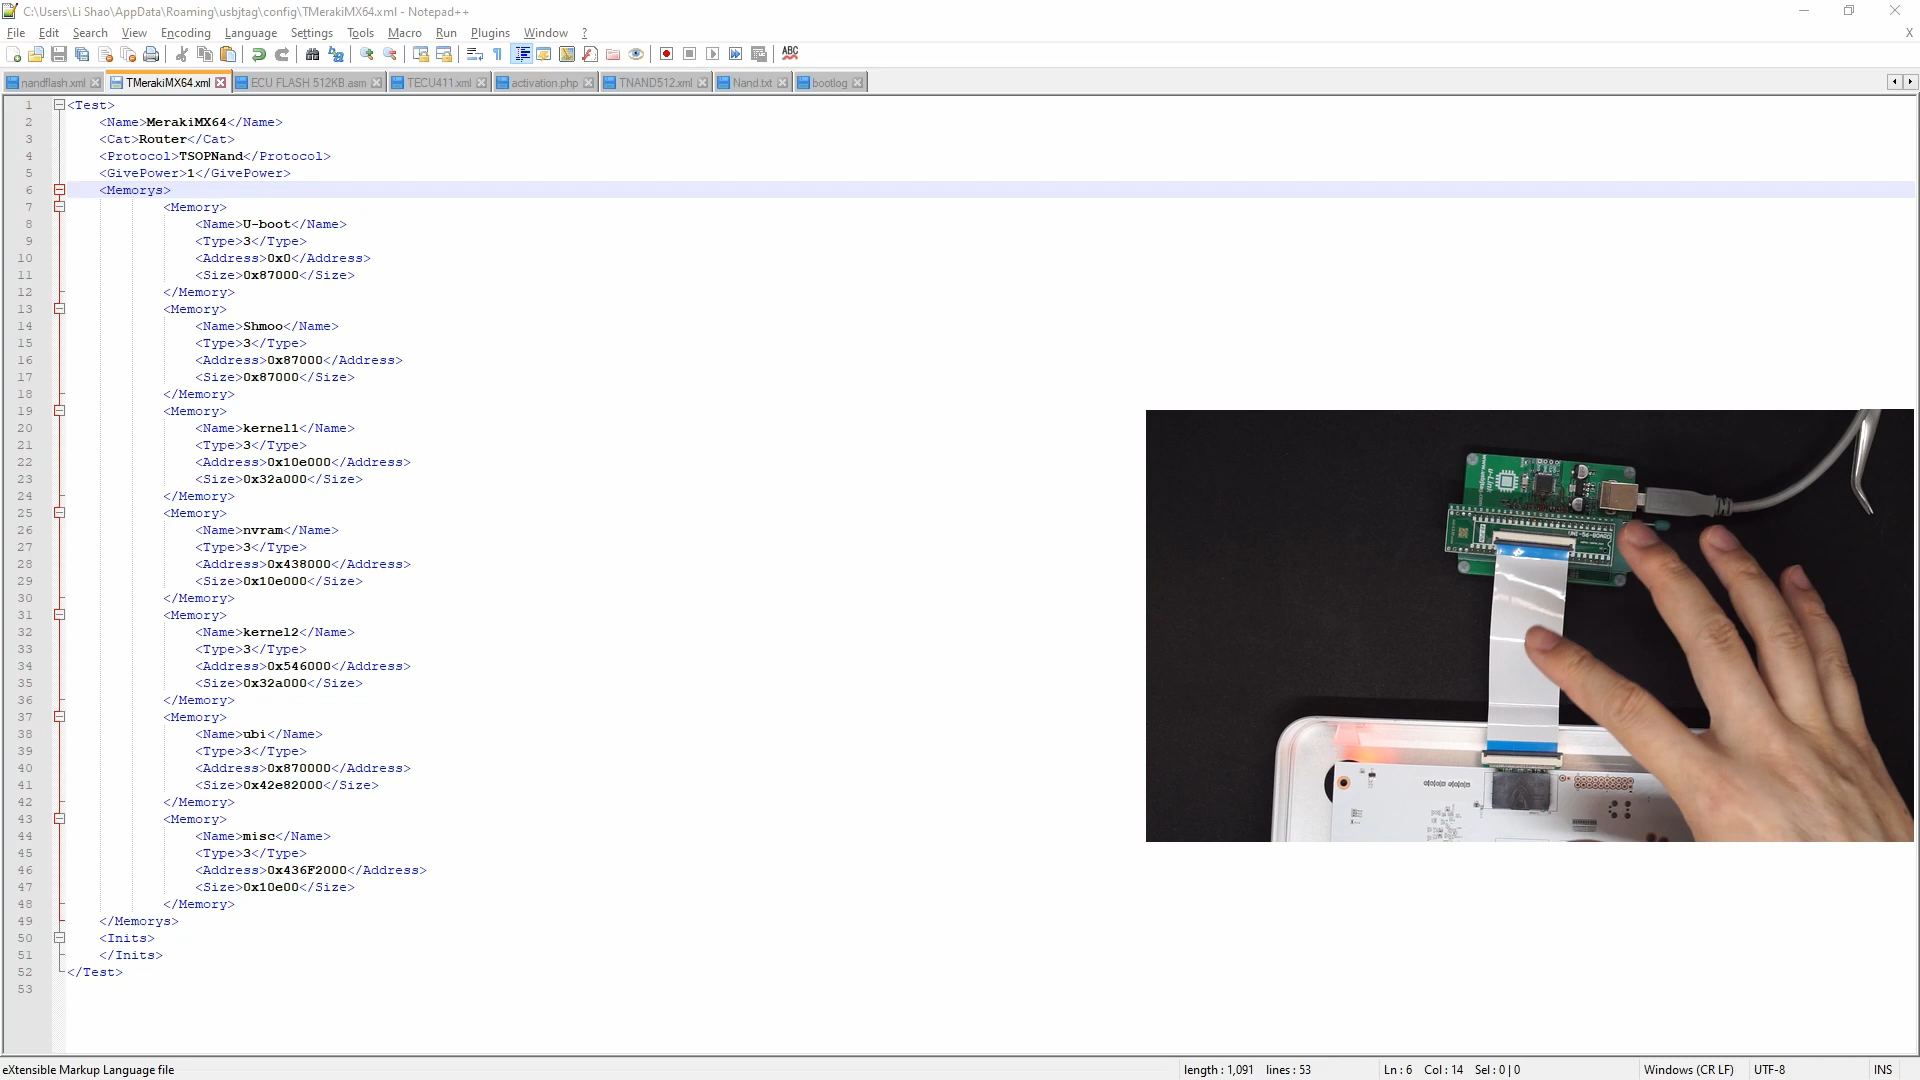 C:\Users\Li Shao\AppData\Roaming\usbjtag\config\TMerakiMX64.xml - Notepad++
File Edit Search View Encoding Language Settings Tools Macro Run Plugins Window ? X
ABC
nandflash.xml TMerakiMX64.xml ECU FLASH 512KB.asm TECU411.xml activation.php TNAND512.xml Nand.txt bootlog
1 <Test>
2 <Name>MerakiMX64</Name>
3 <Cat>Router</Cat>
4 <Protocol>TSOPNand</Protocol>
5 <GivePower>1</GivePower>
6 <Memorys>
7 <Memory>
8 <Name>U-boot</Name>
9 <Type>3</Type>
10 <Address>0x0</Address>
11 <Size>0x87000</Size>
12 </Memory>
13 <Memory>
14 <Name>Shmoo</Name>
15 <Type>3</Type>
16 <Address>0x87000</Address>
17 <Size>0x87000</Size>
18 </Memory>
19 <Memory>
20 <Name>kernel1</Name>
21 <Type>3</Type>
22 <Address>0x10e000</Address>
23 <Size>0x32a000</Size>
24 </Memory>
25 <Memory>
26 <Name>nvram</Name>
27 <Type>3</Type>
28 <Address>0x438000</Address>
29 <Size>0x10e000</Size>
30 </Memory>
31 <Memory>
32 <Name>kernel2</Name>
33 <Type>3</Type>
34 <Address>0x546000</Address>
35 <Size>0x32a000</Size>
36 </Memory>
37 <Memory>
38 <Name>ubi</Name>
39 <Type>3</Type>
40 <Address>0x870000</Address>
41 <Size>0x42e82000</Size>
42 </Memory>
43 <Memory>
44 <Name>misc</Name>
45 <Type>3</Type>
46 <Address>0x436F2000</Address>
47 <Size>0x10e00</Size>
48 </Memory>
49 </Memorys>
50 <Inits>
51 </Inits>
52 </Test>
53
U-Link
eXtensible Markup Language file length : 1,091 lines : 53 Ln : 6 Col : 14 Sel : 0 | 0 Windows (CR LF) UTF-8 INS